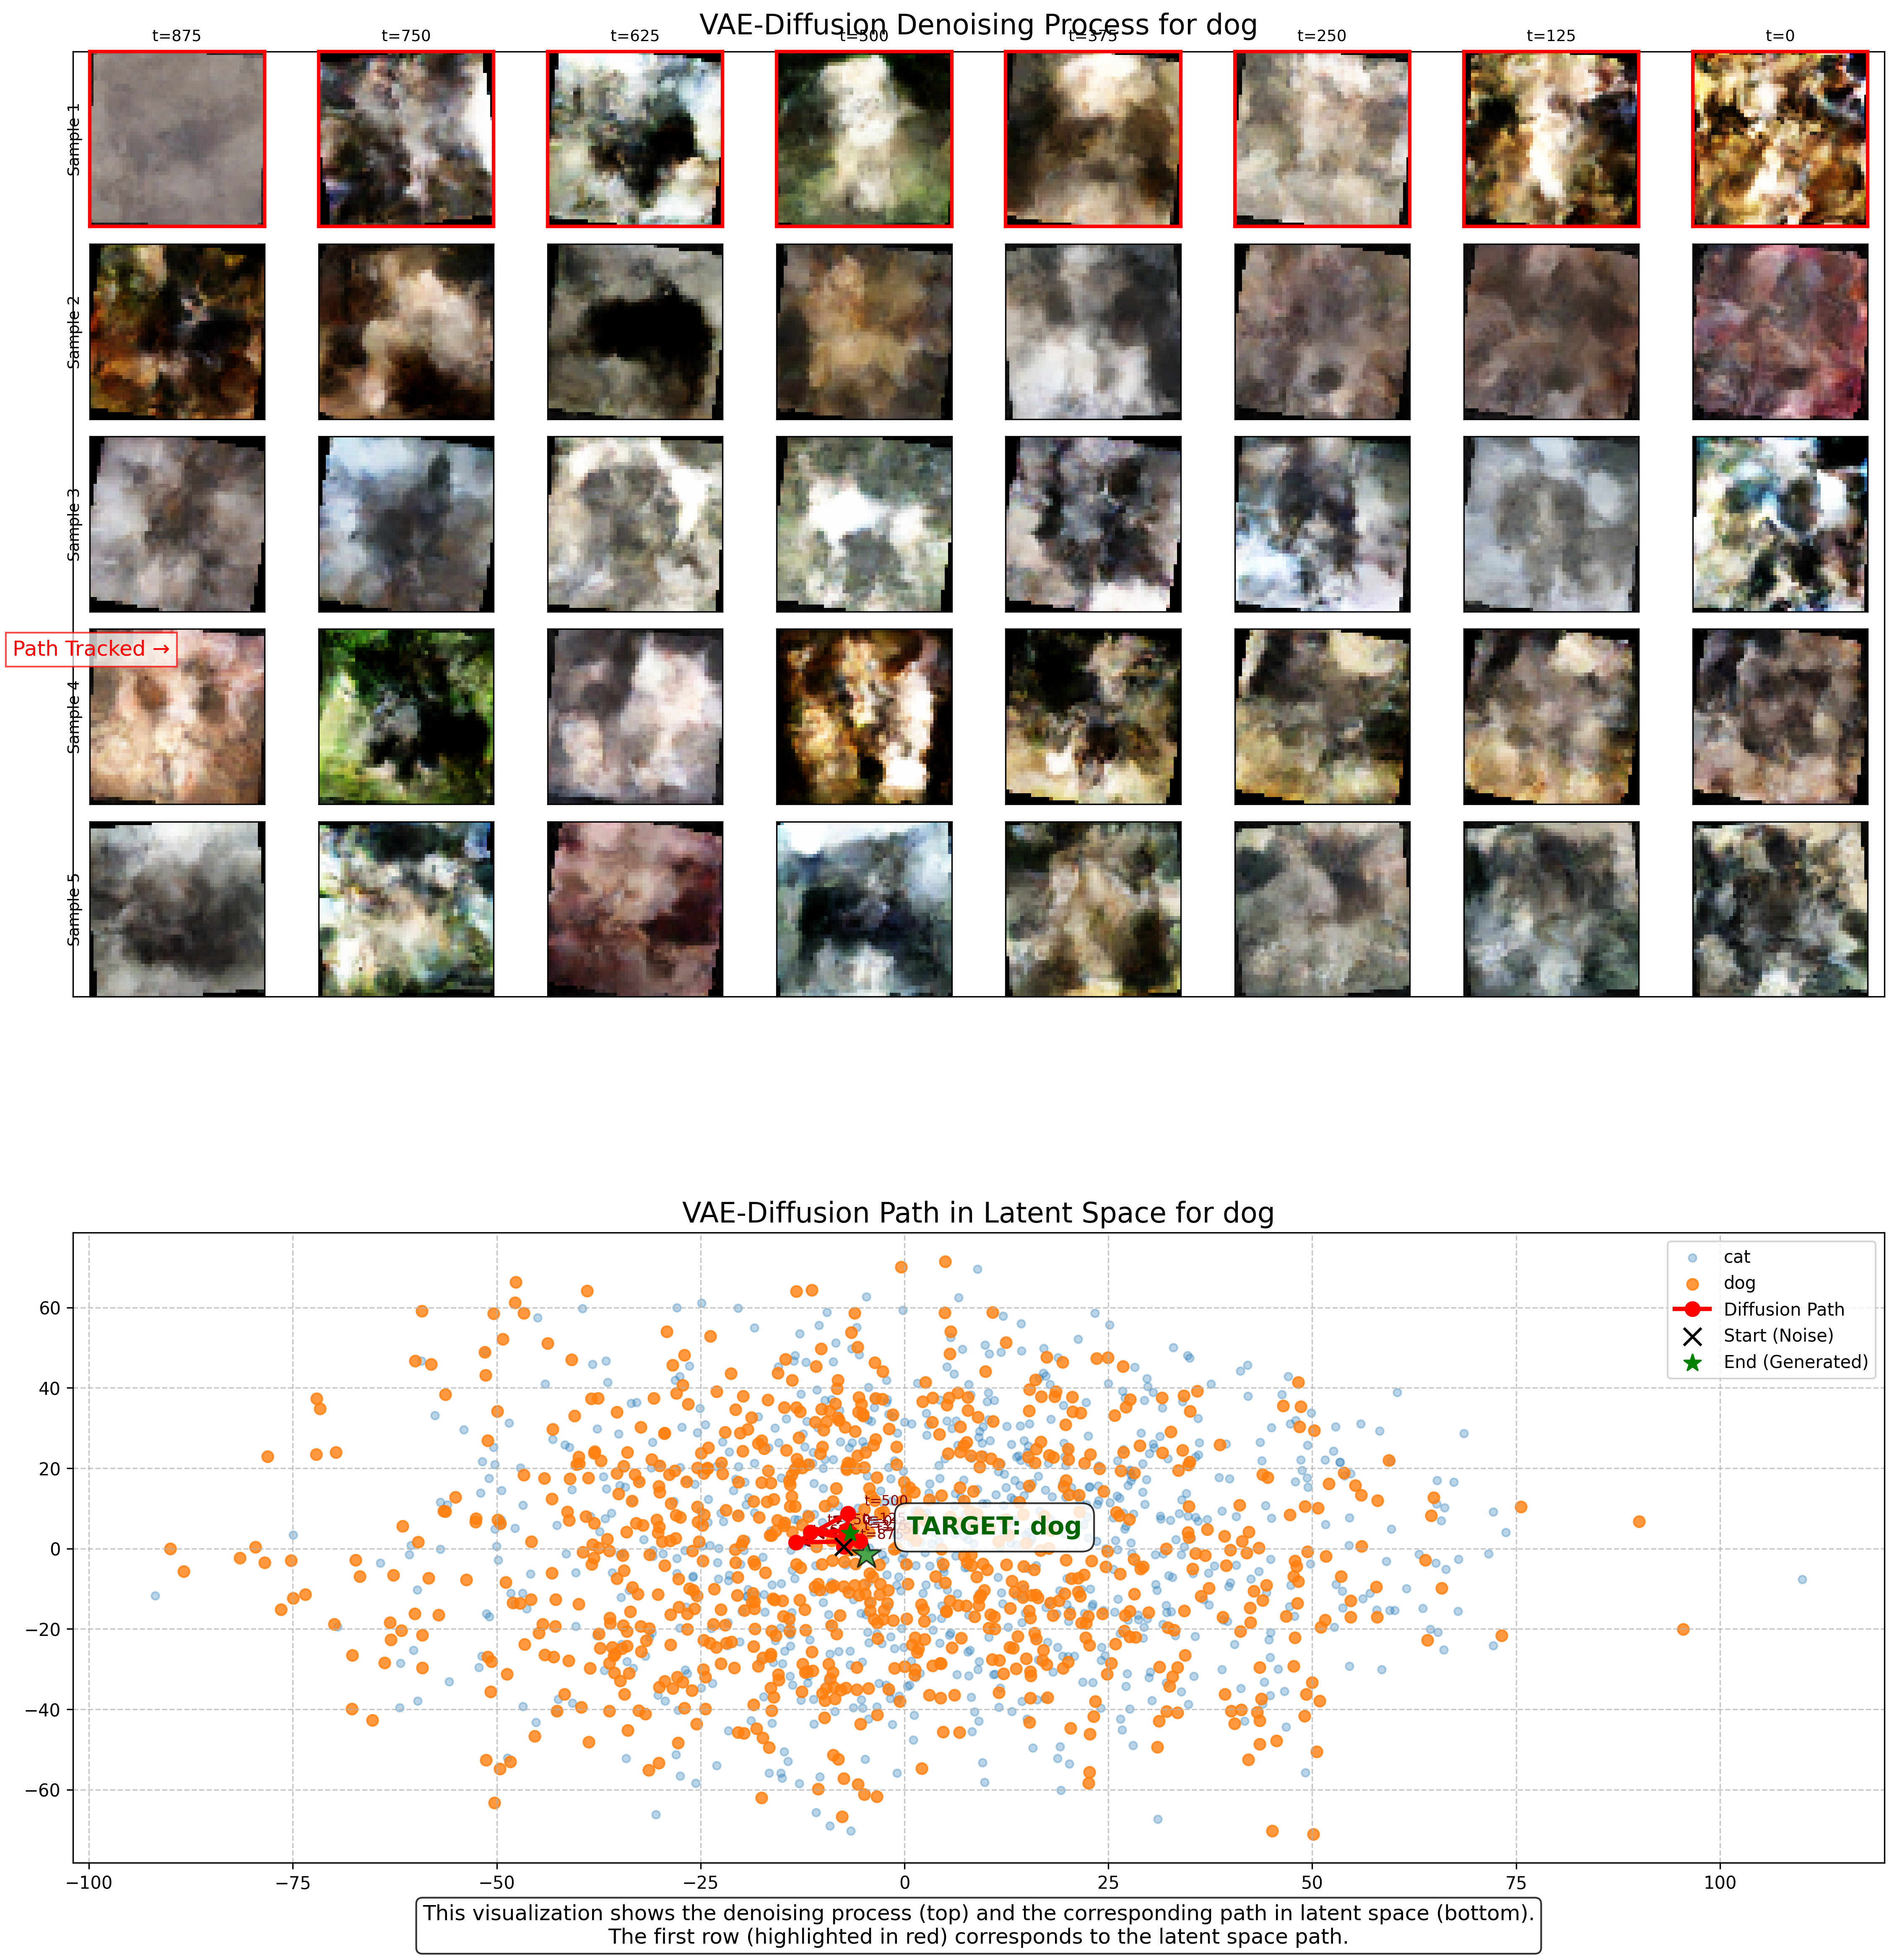 VAE-Diffusion Denoising Process for dog
t=875 t=750 t=625 t=500 t=375 t=250 t=125 t=0
Sample 1
Sample 2
Sample 3
Path Tracked →
Sample 4
Sample 5
VAE-Diffusion Path in Latent Space for dog
cat
dog
Diffusion Path
Start (Noise)
End (Generated)
60
40
20
0
−20
−40
−60
t=500
TARGET: dog
−100 −75 −50 −25 0 25 50 75 100
This visualization shows the denoising process (top) and the corresponding path in latent space (bottom).
The first row (highlighted in red) corresponds to the latent space path.